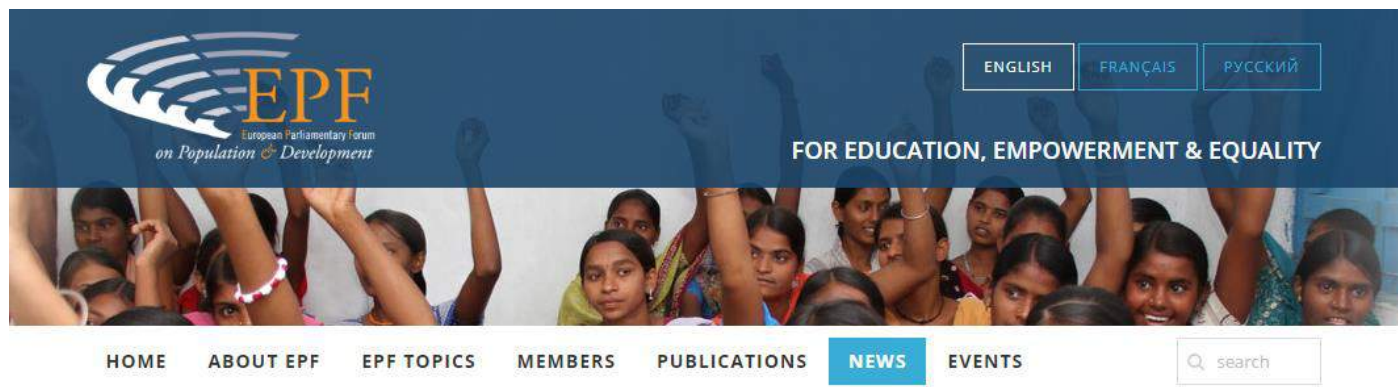 EPF
European Parliamentary Forum
on Population & Development
ENGLISH
FRANÇAIS
РУССКИЙ
FOR EDUCATION, EMPOWERMENT & EQUALITY
HOME
ABOUT EPF
EPF TOPICS
MEMBERS
PUBLICATIONS
NEWS
EVENTS
search